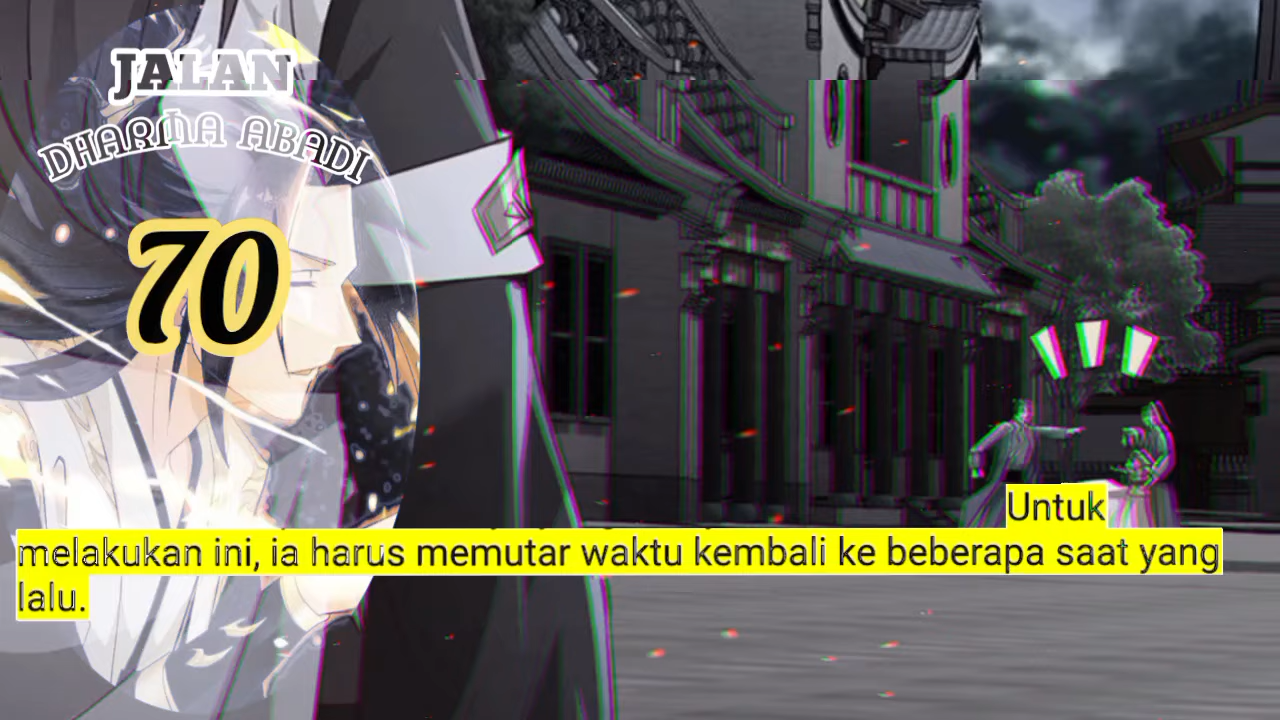 JALAN
DHARMA ABADI
70
Untuk
melakukan ini, ia harus memutar waktu kembali ke beberapa saat yang
lalu.